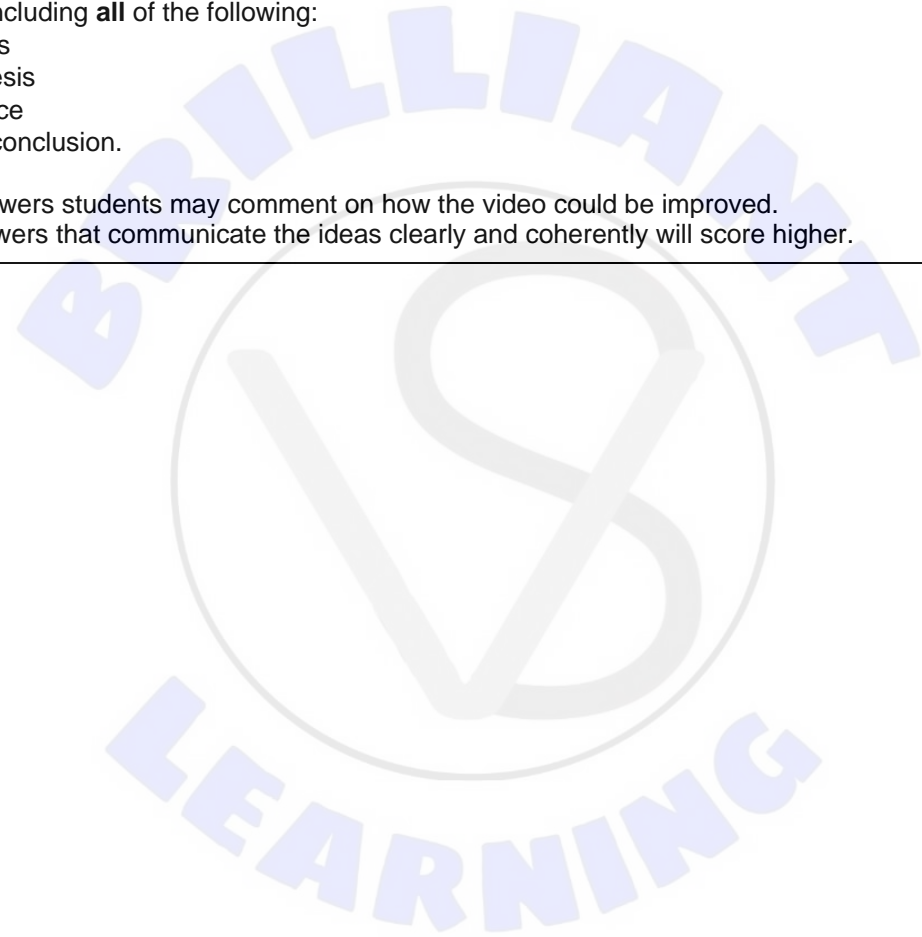 ncluding all of the following:
s
esis
ce
conclusion.
wers students may comment on how the video could be improved.
wers that communicate the ideas clearly and coherently will score higher.
BRILLIANT
VS
LEARNING